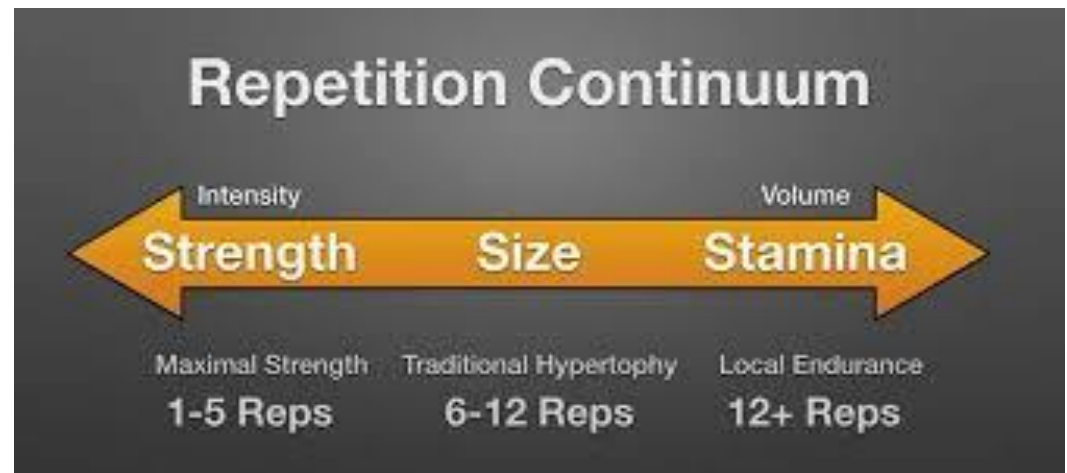 Repetition Continuum
Intensity Volume
Strength Size Stamina
Maximal Strength Traditional Hypertophy Local Endurance
1-5 Reps 6-12 Reps 12+ Reps